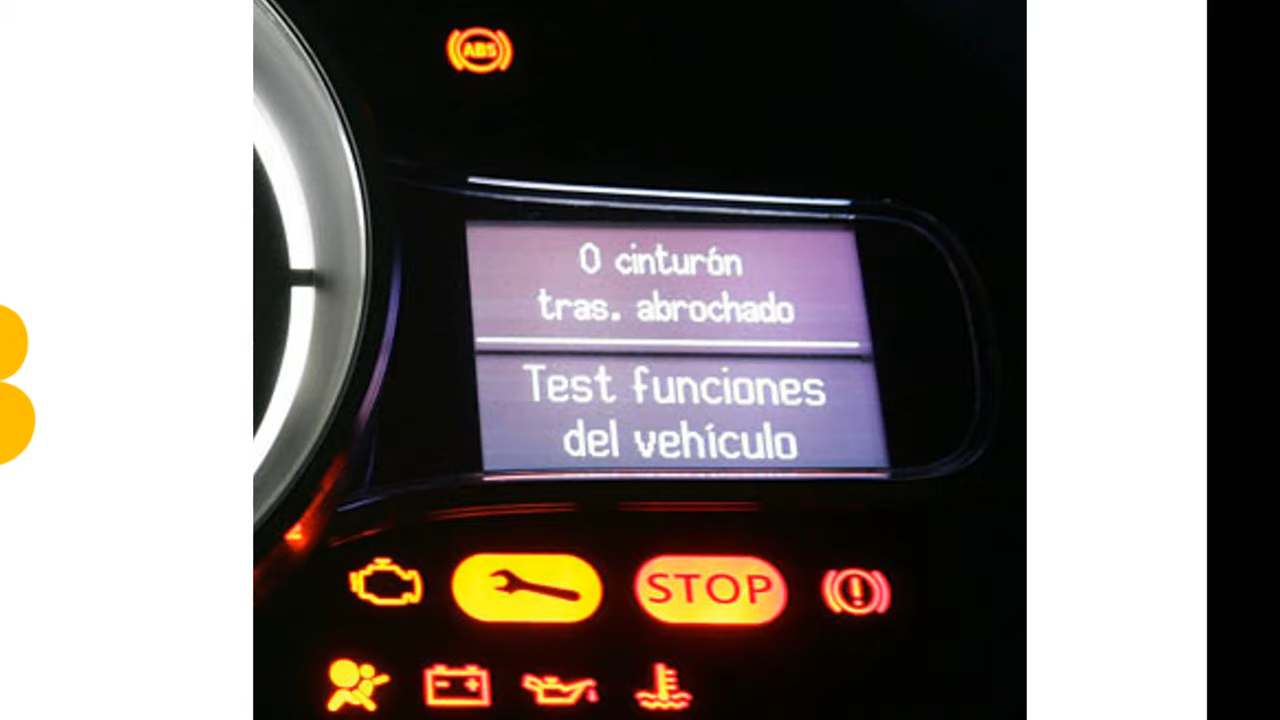 ABS
0 cinturón
tras. abrochado
Test funciones
del vehículo
STOP